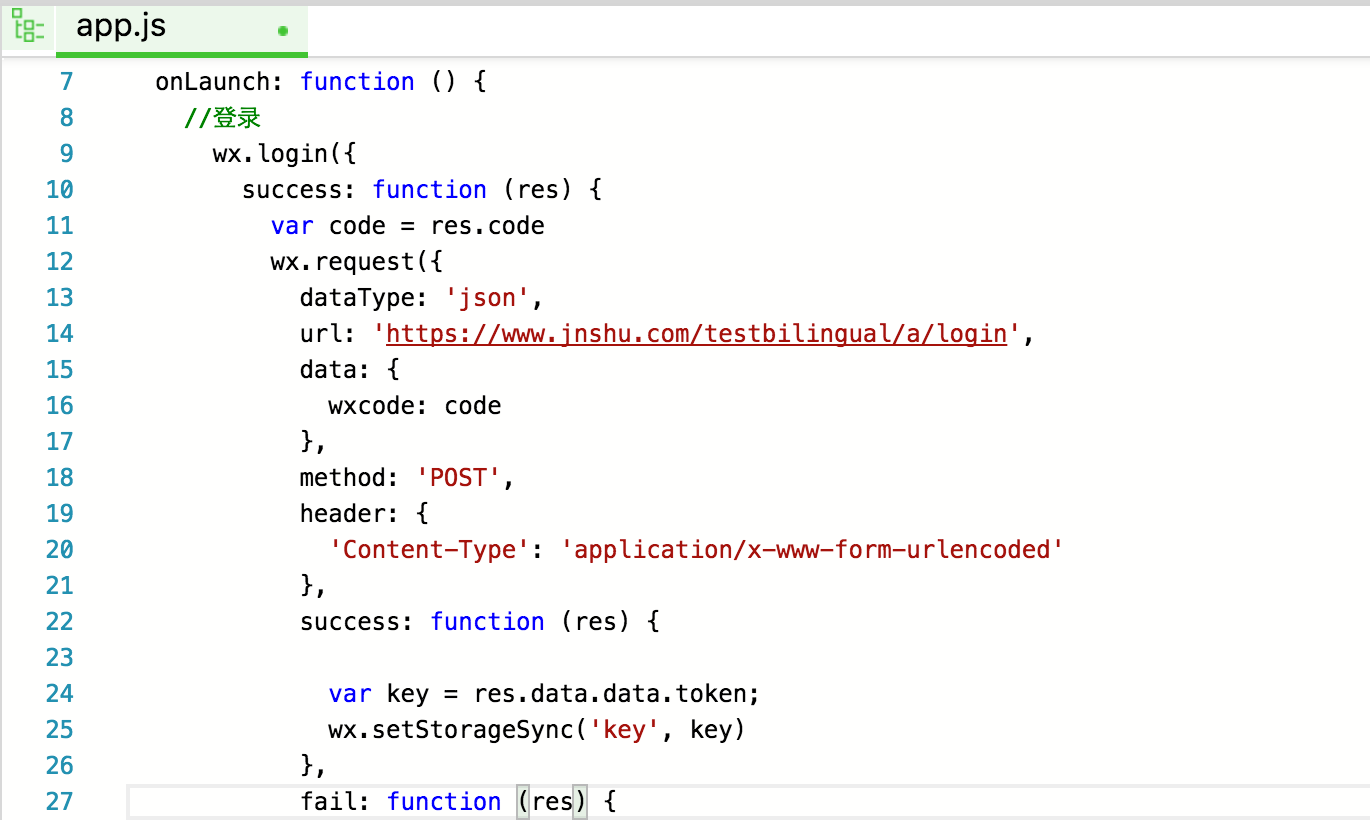 app.js
7 onLaunch: function () {
8 //登录
9 wx.login({
10 success: function (res) {
11 var code = res.code
12 wx.request({
13 dataType: 'json',
14 url: 'https://www.jnshu.com/testbilingual/a/login',
15 data: {
16 wxcode: code
17 },
18 method: 'POST',
19 header: {
20 'Content-Type': 'application/x-www-form-urlencoded'
21 },
22 success: function (res) {
23
24 var key = res.data.data.token;
25 wx.setStorageSync('key', key)
26 },
27 fail: function (res) {